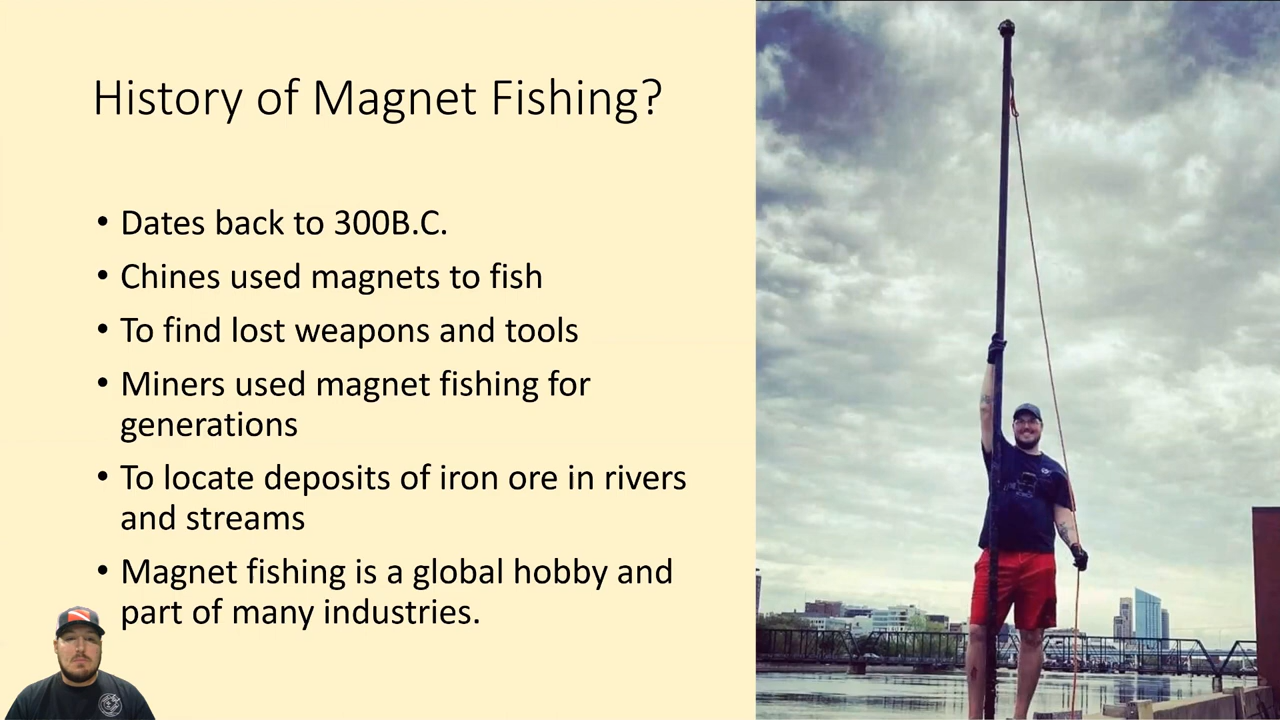 History of Magnet Fishing?
• Dates back to 300B.C.
• Chines used magnets to fish
• To find lost weapons and tools
• Miners used magnet fishing for
generations
• To locate deposits of iron ore in rivers
and streams
• Magnet fishing is a global hobby and
part of many industries.